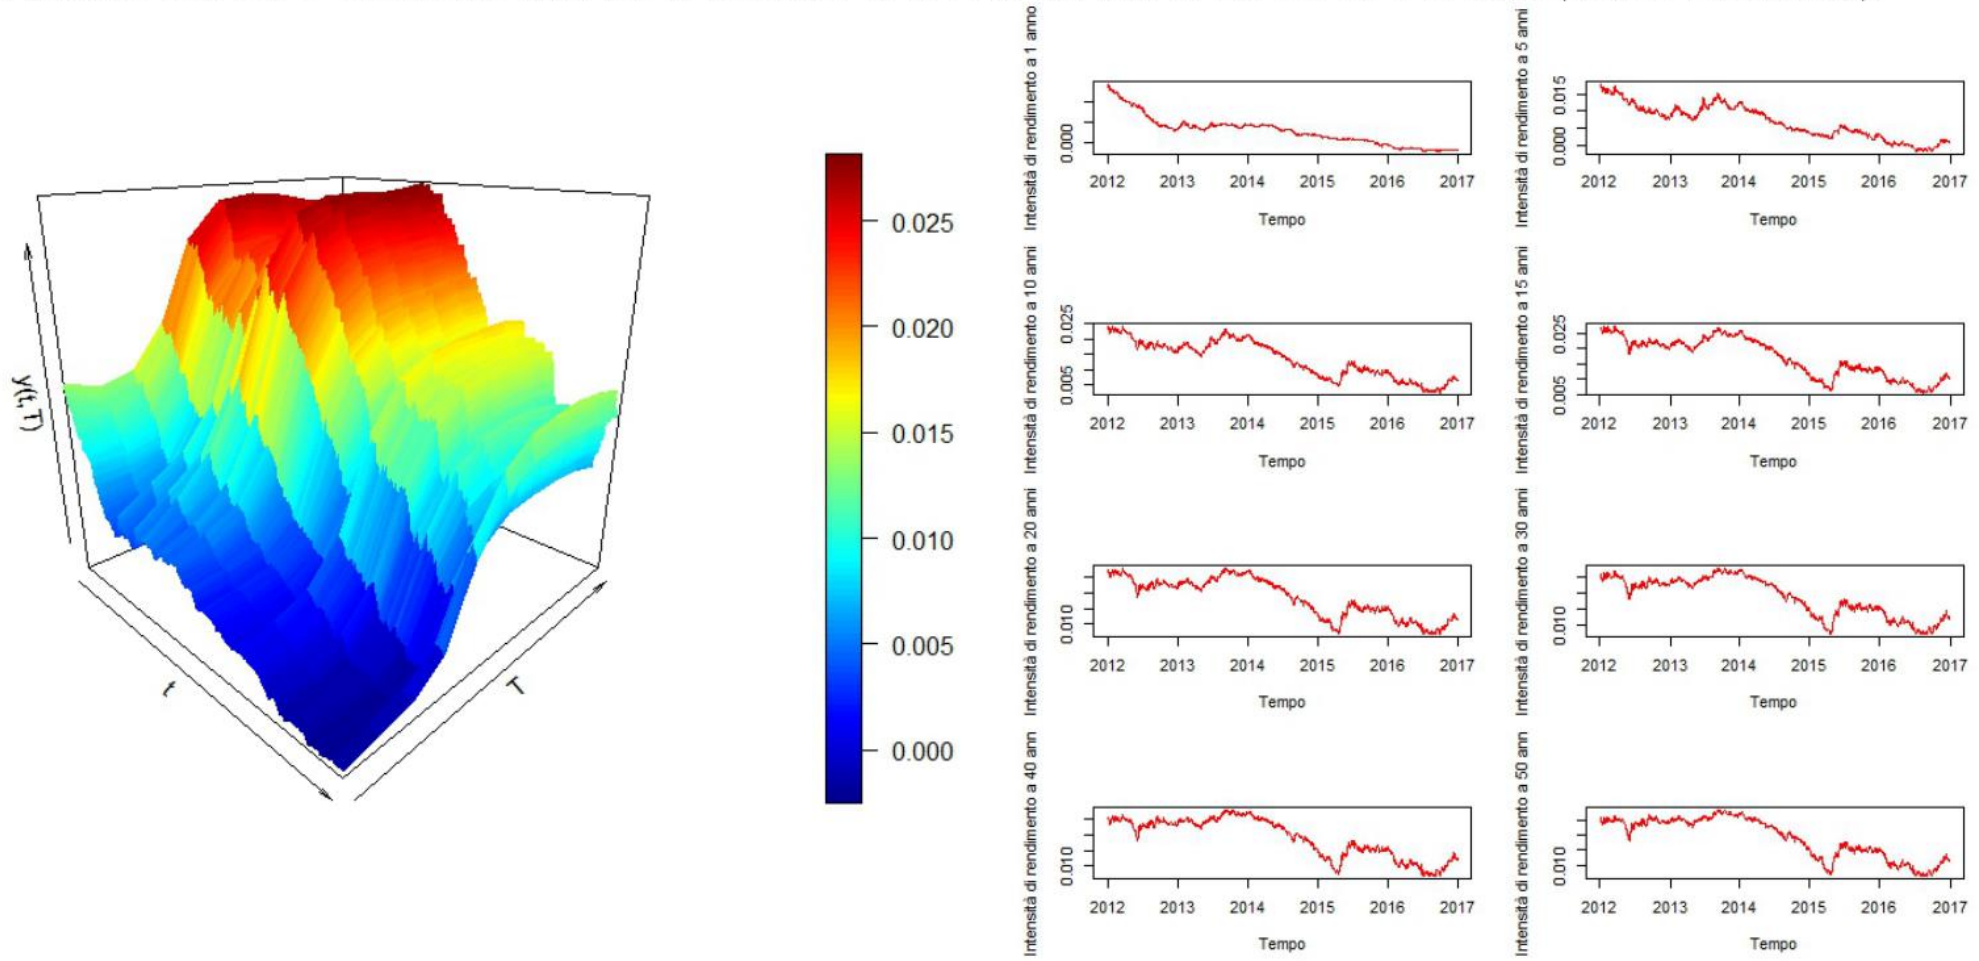 y(t,T)
t
T
0.025
0.020
0.015
0.010
0.005
0.000
Intensità di rendimento a 1 anno
0.000
2012 2013 2014 2015 2016 2017
Tempo
Intensità di rendimento a 5 anni
0.015
0.000
2012 2013 2014 2015 2016 2017
Tempo
Intensità di rendimento a 10 anni
0.025
0.005
2012 2013 2014 2015 2016 2017
Tempo
Intensità di rendimento a 15 anni
0.025
0.005
2012 2013 2014 2015 2016 2017
Tempo
Intensità di rendimento a 20 anni
0.010
2012 2013 2014 2015 2016 2017
Tempo
Intensità di rendimento a 30 anni
0.010
2012 2013 2014 2015 2016 2017
Tempo
Intensità di rendimento a 40 ann
0.010
2012 2013 2014 2015 2016 2017
Tempo
Intensità di rendimento a 50 ann
0.010
2012 2013 2014 2015 2016 2017
Tempo